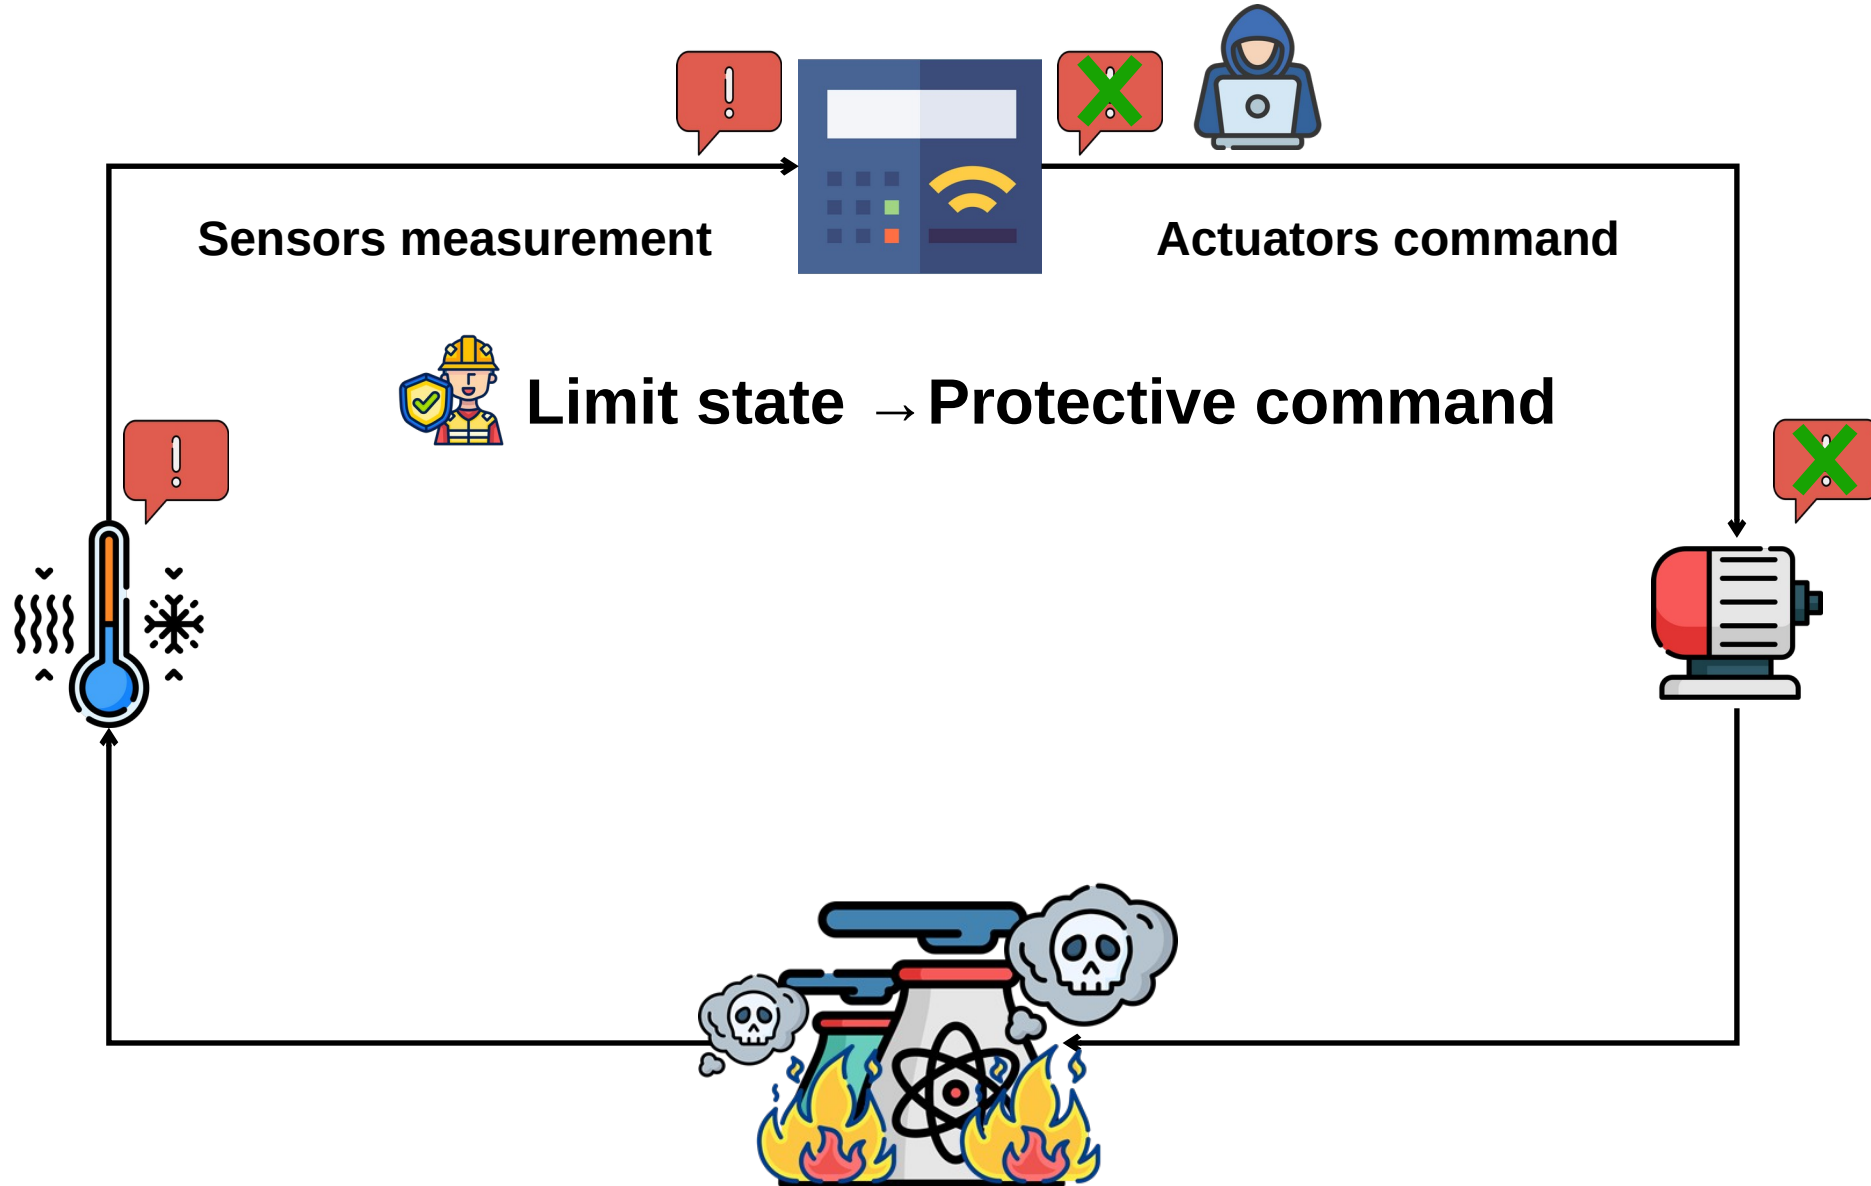 Sensors measurement
Actuators command
Limit state → Protective command